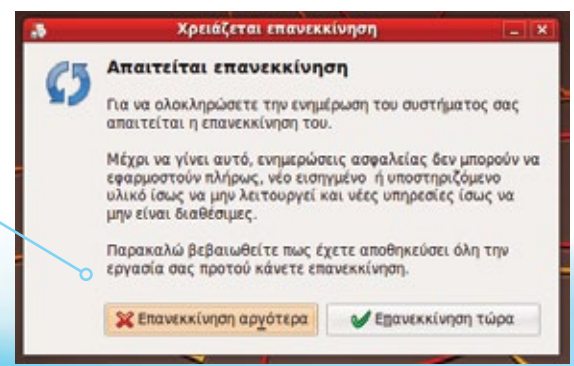 Χρειάζεται επανεκκίνηση
Απαιτείται επανεκκίνηση
Για να ολοκληρώσετε την ενημέρωση του συστήματος σας
απαιτείται η επανεκκίνηση του.
Μέχρι να γίνει αυτό, ενημερώσεις ασφαλείας δεν μπορούν να
εφαρμοστούν πλήρως, νέο εισηγμένο ή υποστηριζόμενο
υλικό ίσως να μην λειτουργεί και νέες υπηρεσίες ίσως να
μην είναι διαθέσιμες.
Παρακαλώ βεβαιωθείτε πως έχετε αποθηκεύσει όλη την
εργασία σας προτού κάνετε επανεκκίνηση.
Επανεκκίνηση αργότερα Επανεκκίνηση τώρα